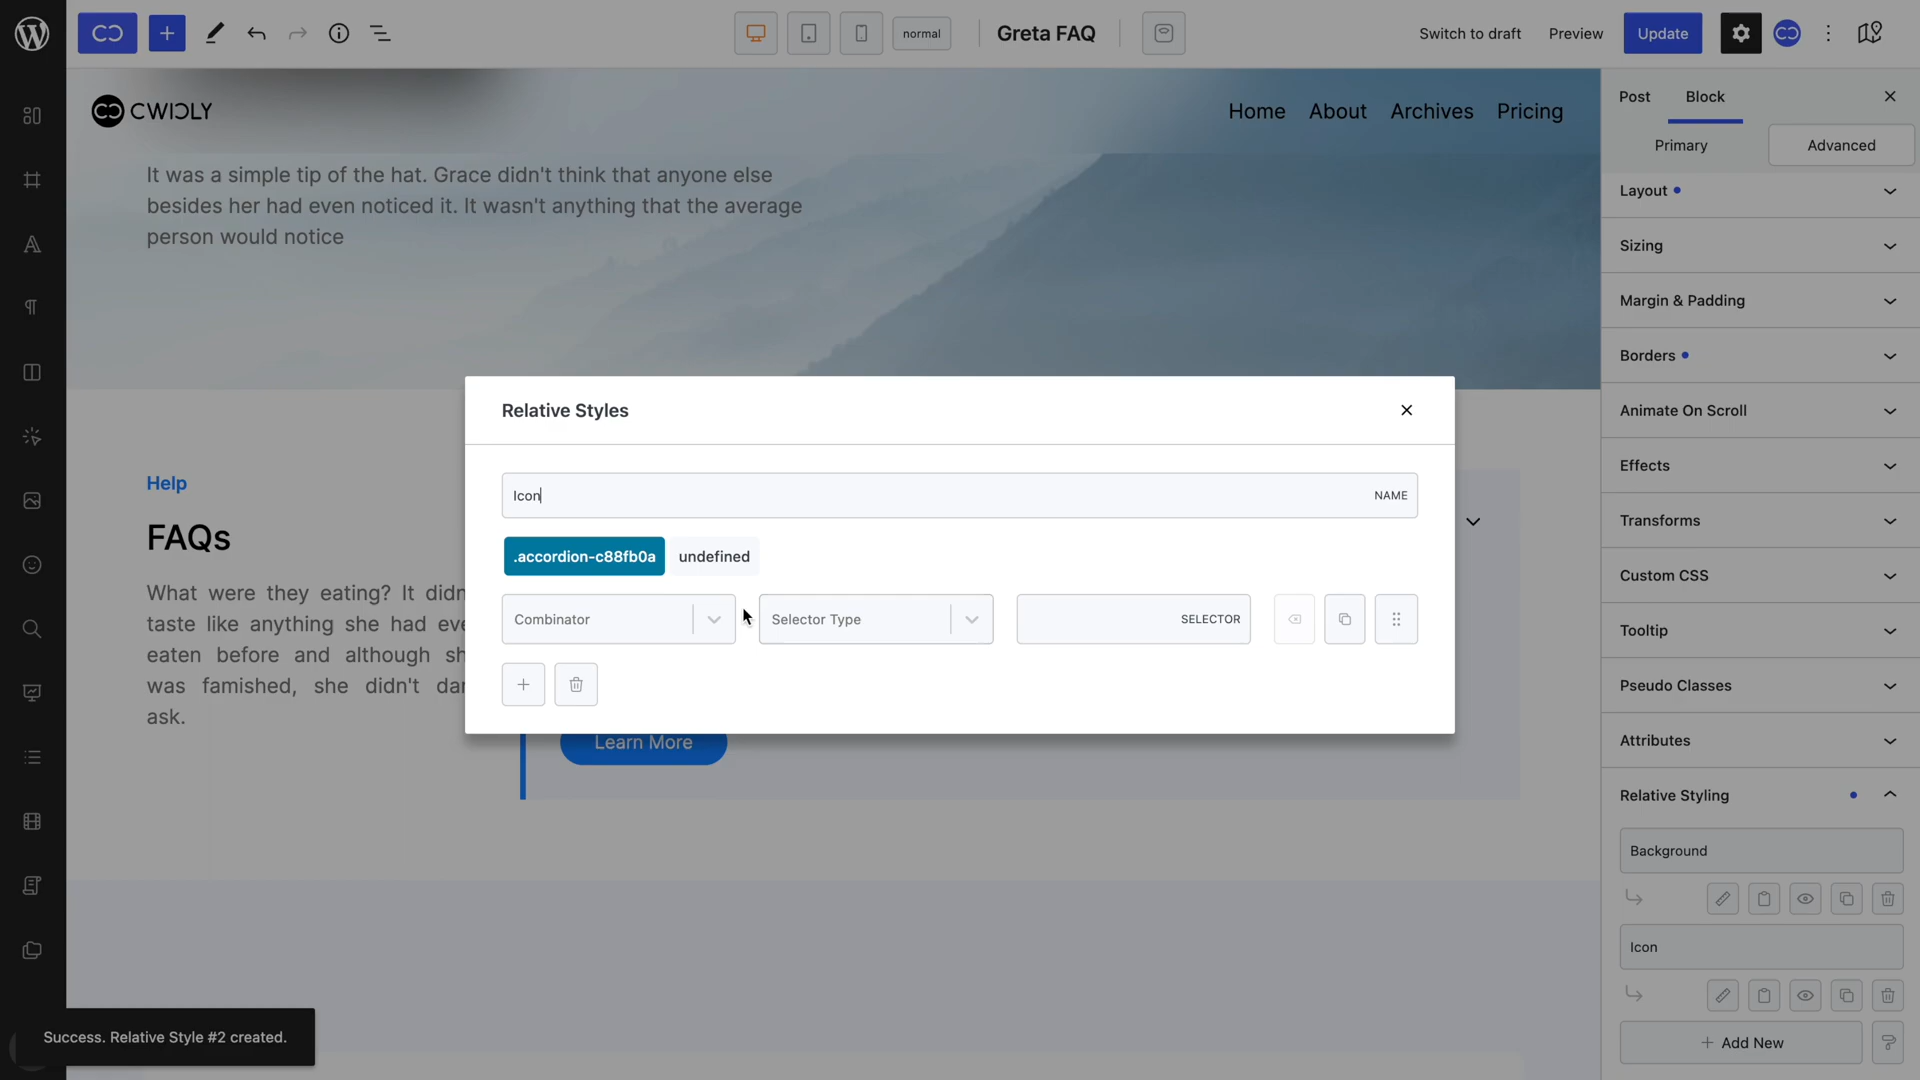 normal
Greta FAQ
Switch to draft
Preview
Update
CWICLY
Home
About
Archives
Pricing
It was a simple tip of the hat. Grace didn't think that anyone else
besides her had even noticed it. It wasn't anything that the average
person would notice
Help
FAQs
What were they eating? It didn
taste like anything she had eve
eaten before and although sh
was famished, she didn't dar
ask.
Learn More
Relative Styles
Icon
NAME
.accordion-c88fb0a
undefined
Combinator
Selector Type
SELECTOR
Post
Block
Primary
Advanced
Layout
Sizing
Margin & Padding
Borders
Animate On Scroll
Effects
Transforms
Custom CSS
Tooltip
Pseudo Classes
Attributes
Relative Styling
Background
Icon
Add New
Success. Relative Style #2 created.